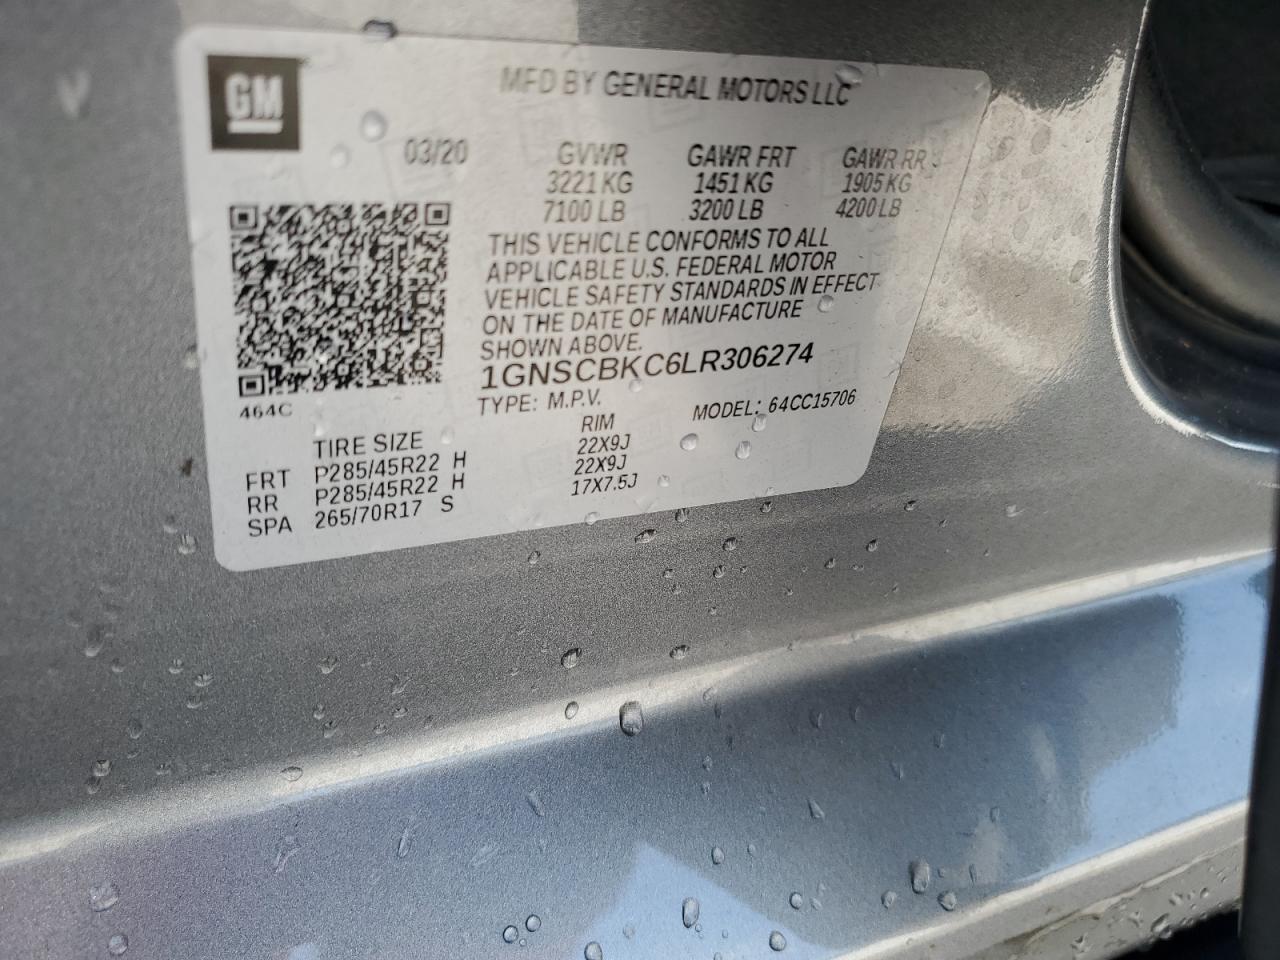 GM
MFD BY GENERAL MOTORS LLC
03/20 GVWR GAWR FRT GAWR RR
3221 KG 1451 KG 1905 KG
7100 LB 3200 LB 4200 LB
THIS VEHICLE CONFORMS TO ALL
APPLICABLE U.S. FEDERAL MOTOR
VEHICLE SAFETY STANDARDS IN EFFECT
ON THE DATE OF MANUFACTURE
SHOWN ABOVE.
1GNSCBKC6LR306274
TYPE: M.P.V. MODEL: 64CC15706
464C
TIRE SIZE RIM
FRT P285/45R22 H 22X9J
RR P285/45R22 H 22X9J
SPA 265/70R17 S 17X7.5J